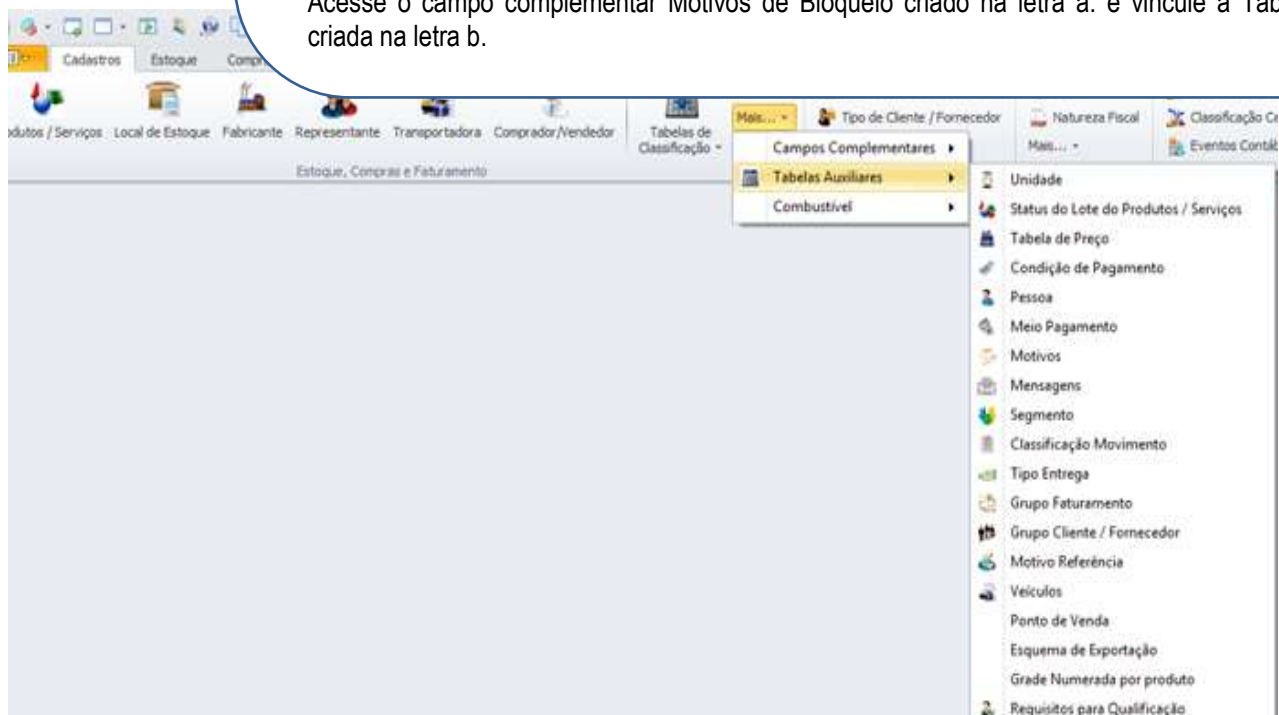 Acesse o campo complementar Motivos de Bloqueio criado na letra a. e vincule a Tab
criada na letra b.
Cadastros Estoque
Mais... Tipo de Cliente / Fornecedor Natureza Fiscal Classificação
Local de Estoque Fabricante Representante Transportadora Comprador/Vendedor Tabelas de Classificação Mais... Eventos
Estoque, Compras e Faturamento
Campos Complementares
Tabelas Auxiliares
Combustível
Unidade
Status do Lote do Produtos / Serviços
Tabela de Preço
Condição de Pagamento
Pessoa
Meio Pagamento
Motivos
Mensagens
Segmento
Classificação Movimento
Tipo Entrega
Grupo Faturamento
Grupo Cliente / Fornecedor
Motivo Referência
Veículos
Ponto de Venda
Esquema de Exportação
Grade Numerada por produto
Requisitos para Qualificação